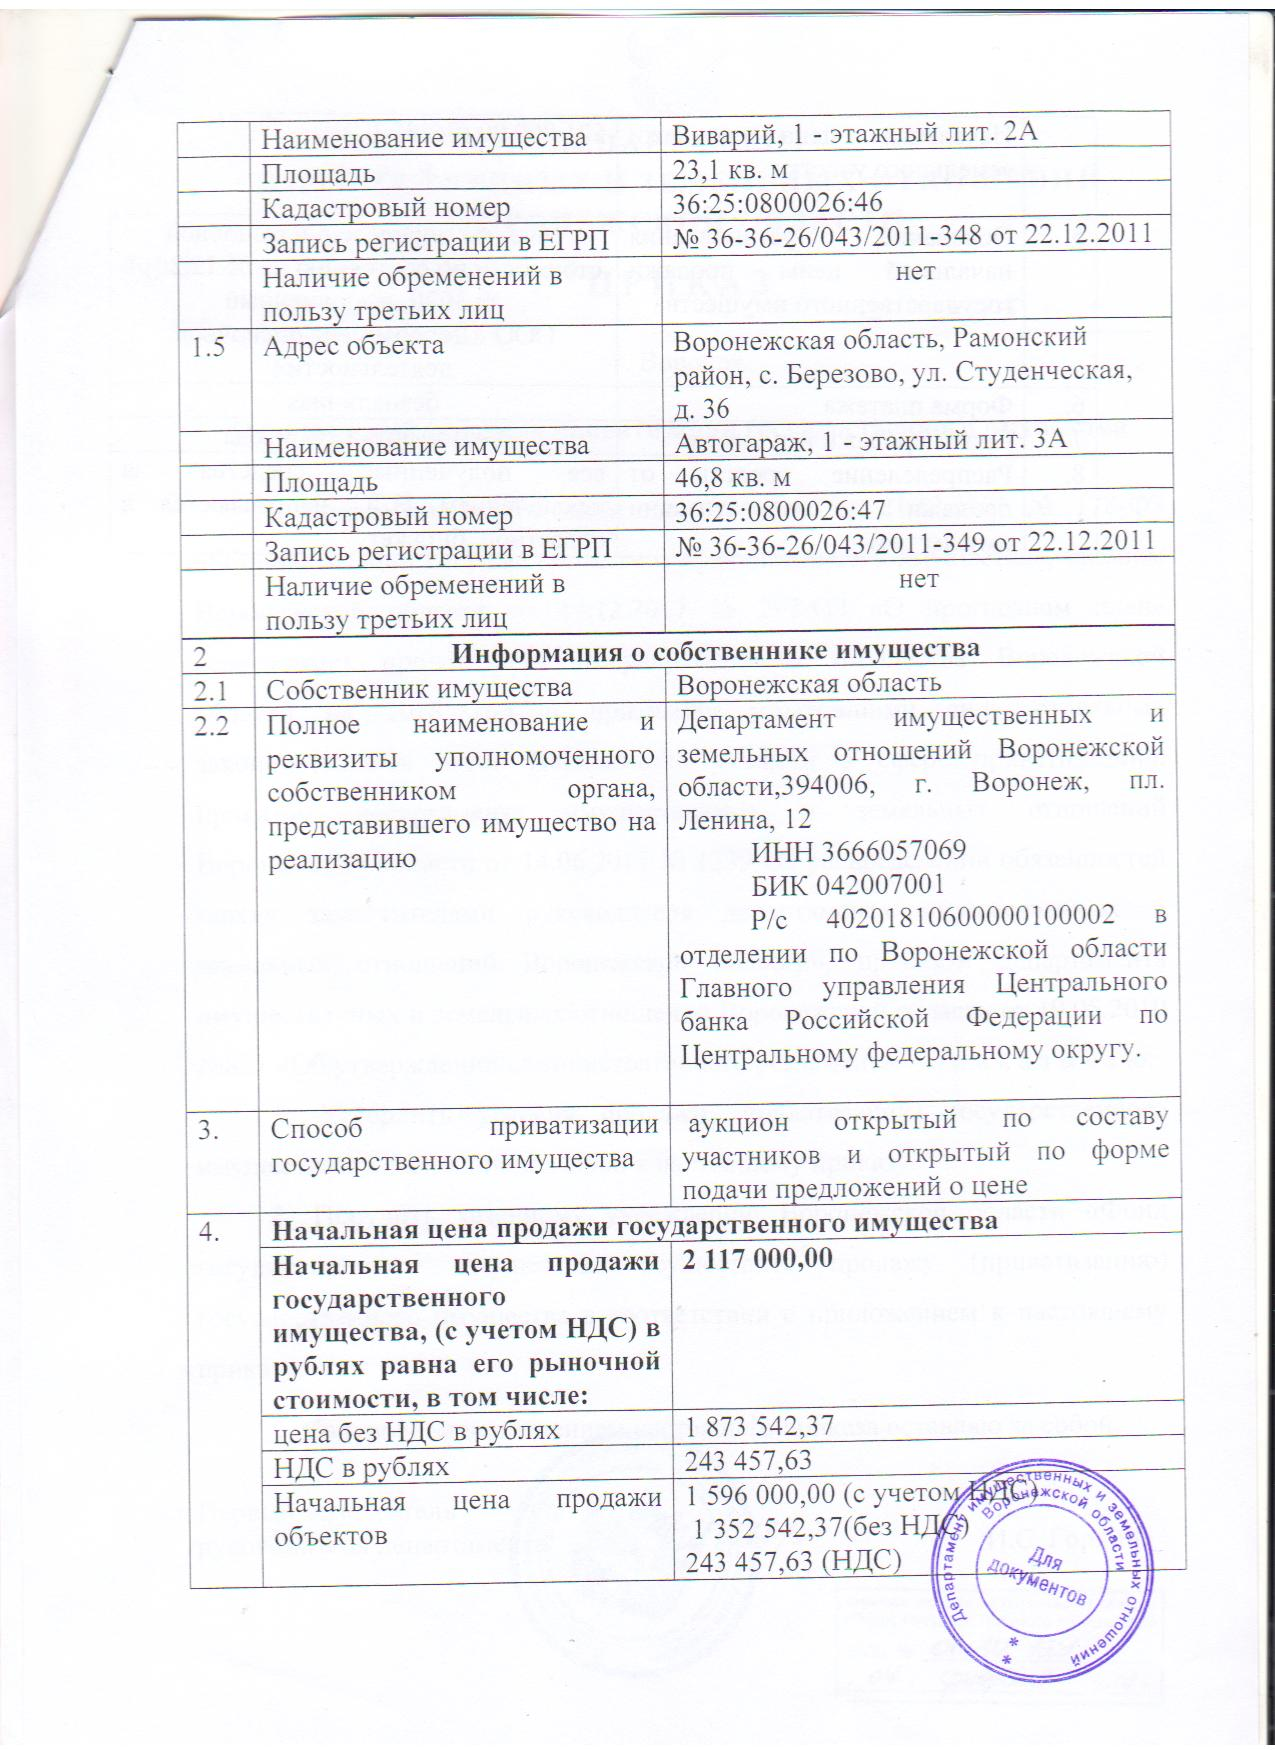 Наименование имущества Виварий, 1 - этажный лит. 2А
Площадь 23,1 кв. м
Кадастровый номер 36:25:0800026:46
Запись регистрации в ЕГРП № 36-36-26/043/2011-348 от 22.12.2011
Наличие обременений в нет
пользу третьих лиц
1.5 Адрес объекта Воронежская область, Рамонский
район, с. Березово, ул. Студенческая,
д. 36
Наименование имущества Автогараж, 1 - этажный лит. 3А
Площадь 46,8 кв. м
Кадастровый номер 36:25:0800026:47
Запись регистрации в ЕГРП № 36-36-26/043/2011-349 от 22.12.2011
Наличие обременений в нет
пользу третьих лиц
2 Информация о собственнике имущества
2.1 Собственник имущества Воронежская область
2.2 Полное наименование и
реквизиты уполномоченного
собственником органа,
представившего имущество на
реализацию
Департамент имущественных и
земельных отношений Воронежской
области,394006, г. Воронеж, пл.
Ленина, 12
ИНН 3666057069
БИК 042007001
Р/с 40201810600000100002 в
отделении по Воронежской области
Главного управления Центрального
банка Российской Федерации по
Центральному федеральному округу.
3. Способ приватизации
государственного имущества
аукцион открытый по составу
участников и открытый по форме
подачи предложений о цене
4. Начальная цена продажи государственного имущества
Начальная цена продажи
государственного
имущества, (с учетом НДС) в
рублях равна его рыночной
стоимости, в том числе:
2 117 000,00
цена без НДС в рублях 1 873 542,37
НДС в рублях 243 457,63
Начальная цена продажи
объектов
1 596 000,00 (с учетом НДС)
1 352 542,37(без НДС)
243 457,63 (НДС)
Департамент имущественных и земельных отношений
Воронежской области
Для
документов